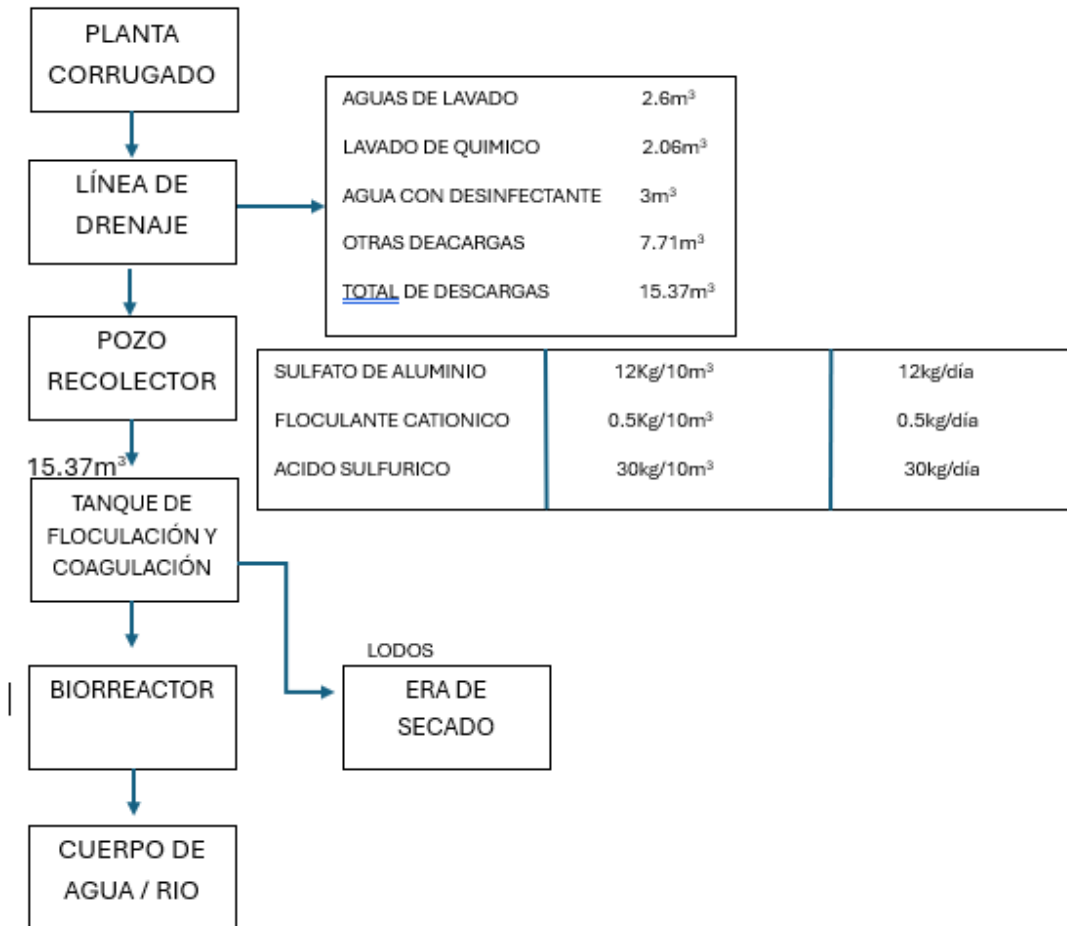 PLANTA
CORRUGADO
LÍNEA DE
DRENAJE
AGUAS DE LAVADO 2.6m³
LAVADO DE QUIMICO 2.06m³
AGUA CON DESINFECTANTE 3m³
OTRAS DEACARGAS 7.71m³
TOTAL DE DESCARGAS 15.37m³
POZO
RECOLECTOR
SULFATO DE ALUMINIO 12Kg/10m³ 12kg/día
FLOCULANTE CATIONICO 0.5Kg/10m³ 0.5kg/día
ACIDO SULFURICO 30kg/10m³ 30kg/día
15.37m³
TANQUE DE
FLOCULACIÓN Y
COAGULACIÓN
LODOS
ERA DE
SECADO
BIORREACTOR
CUERPO DE
AGUA / RIO